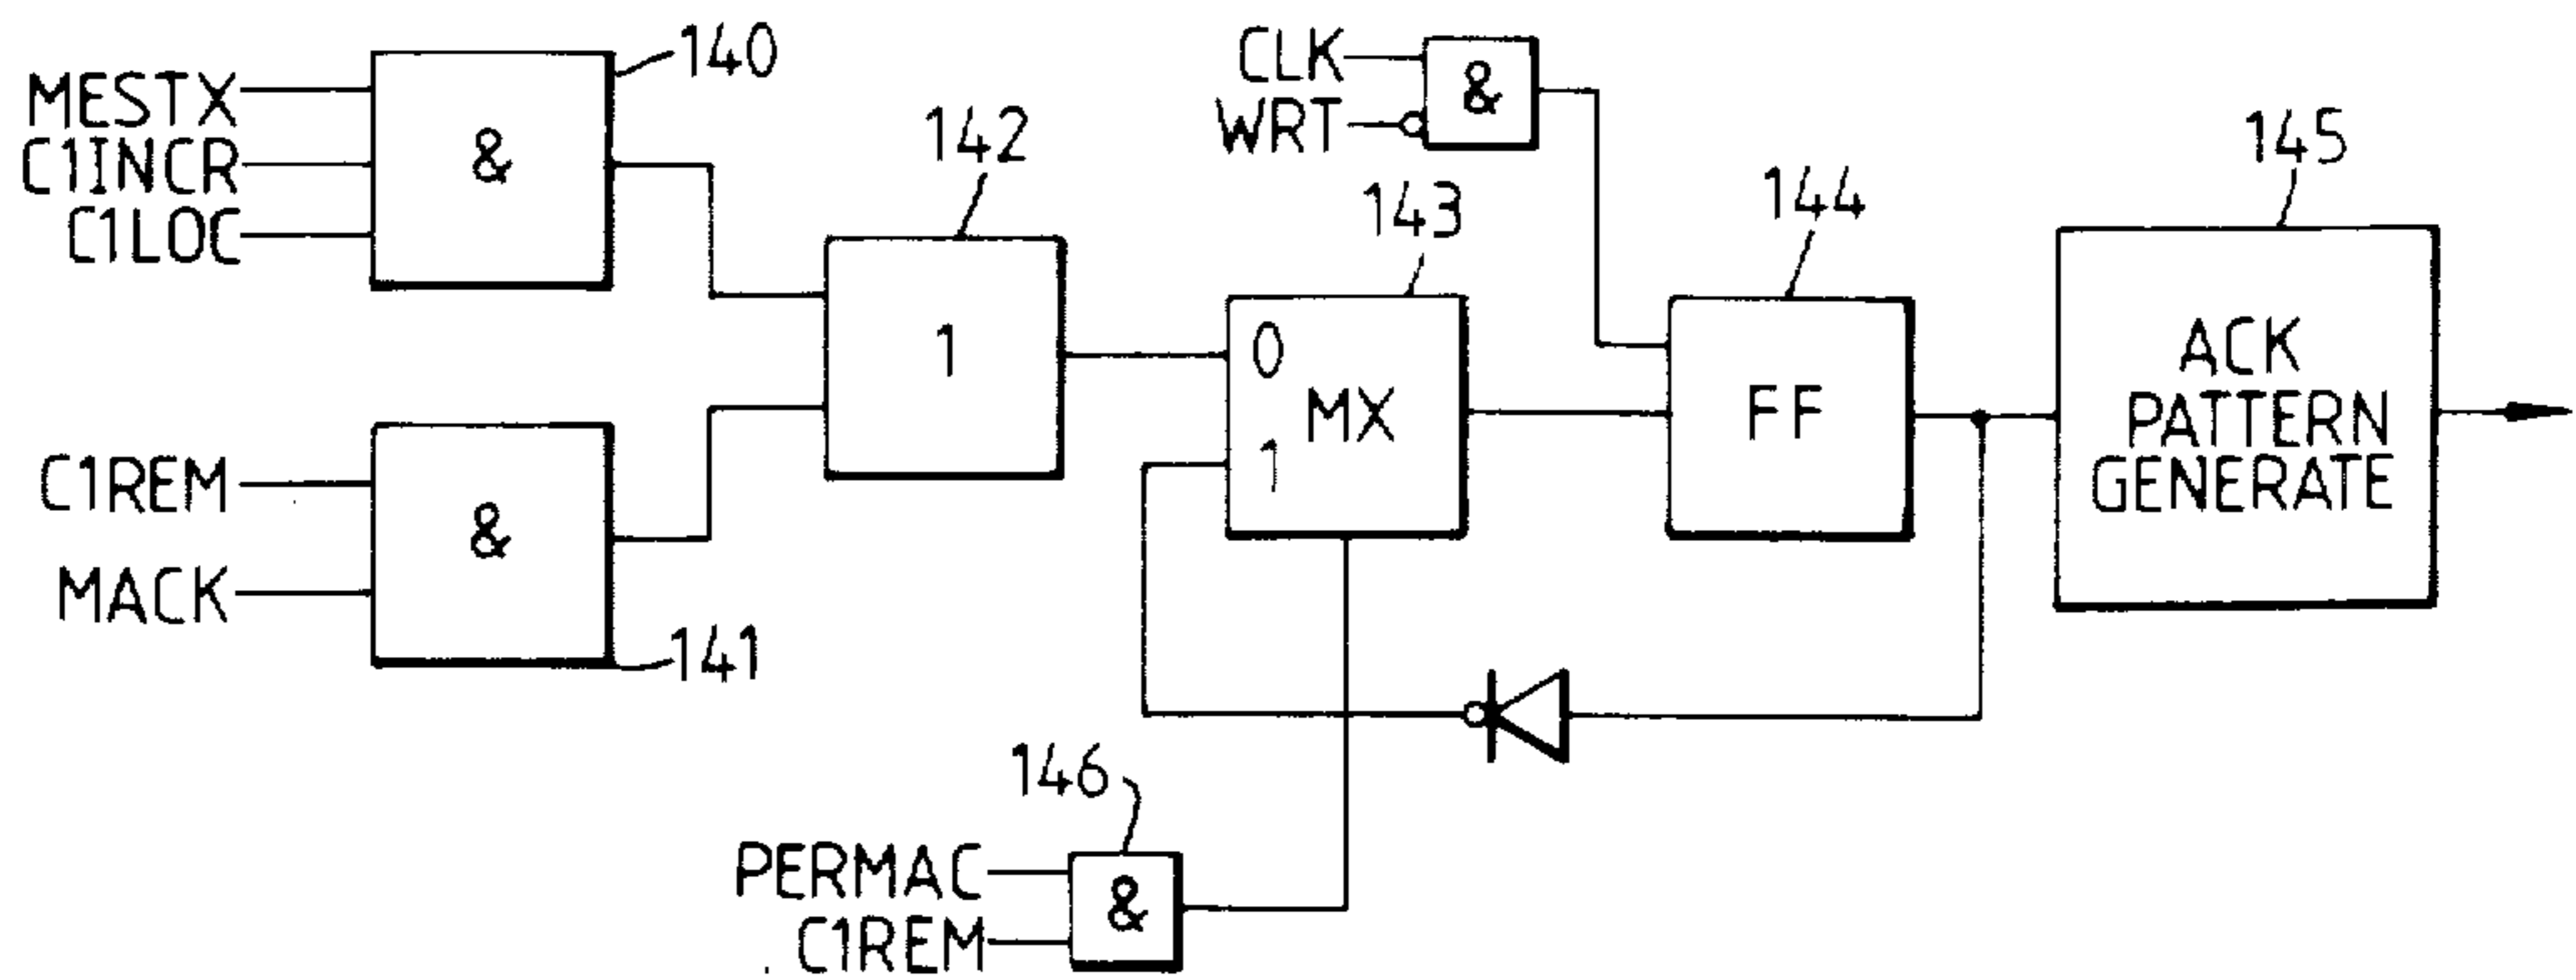 MESTX
C1INCR
C1LOC
&
140
C1REM
MACK
&
141
142
1
CLK
WRT
&
143
0
MX
1
144
FF
145
ACK
PATTERN
GENERATE
146
PERMAC
C1REM
&